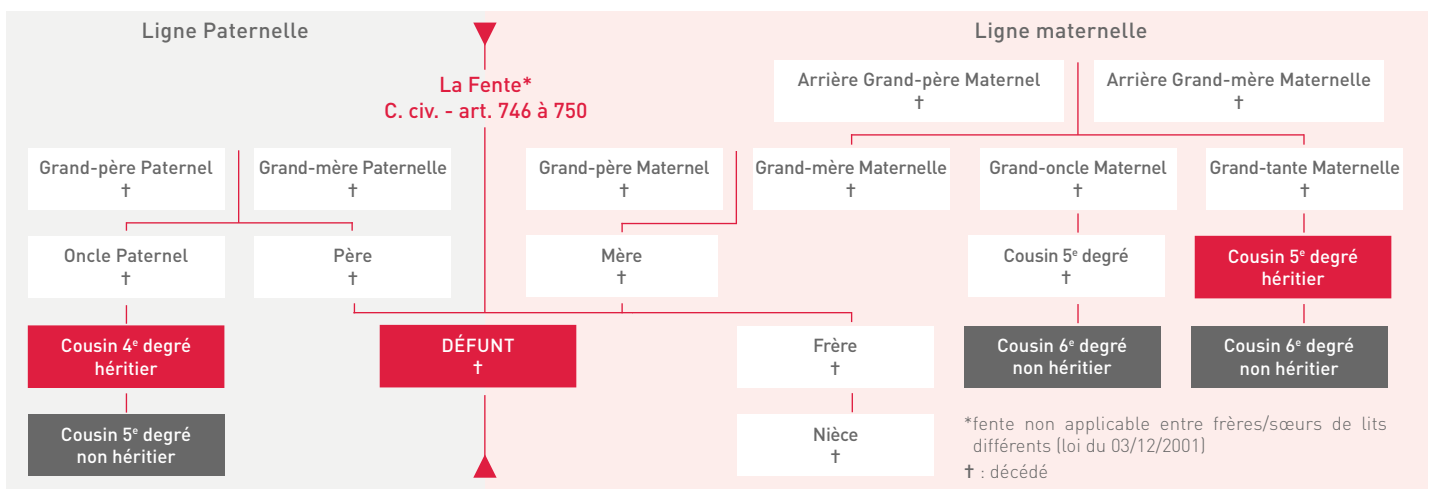 Ligne Paternelle
Ligne maternelle
La Fente*
C. civ. - art. 746 à 750
Arrière Grand-père Maternel
†
Arrière Grand-mère Maternelle
†
Grand-père Paternel
†
Grand-mère Paternelle
†
Grand-père Maternel
†
Grand-mère Maternelle
†
Grand-oncle Maternel
†
Grand-tante Maternelle
†
Oncle Paternel
†
Père
†
Mère
†
Cousin 5e degré
†
Cousin 5e degré
héritier
Cousin 4e degré
héritier
DÉFUNT
†
Frère
†
Cousin 6e degré
non héritier
Cousin 6e degré
non héritier
Cousin 5e degré
non héritier
Nièce
†
*fente non applicable entre frères/sœurs de lits
différents (loi du 03/12/2001)
† : décédé